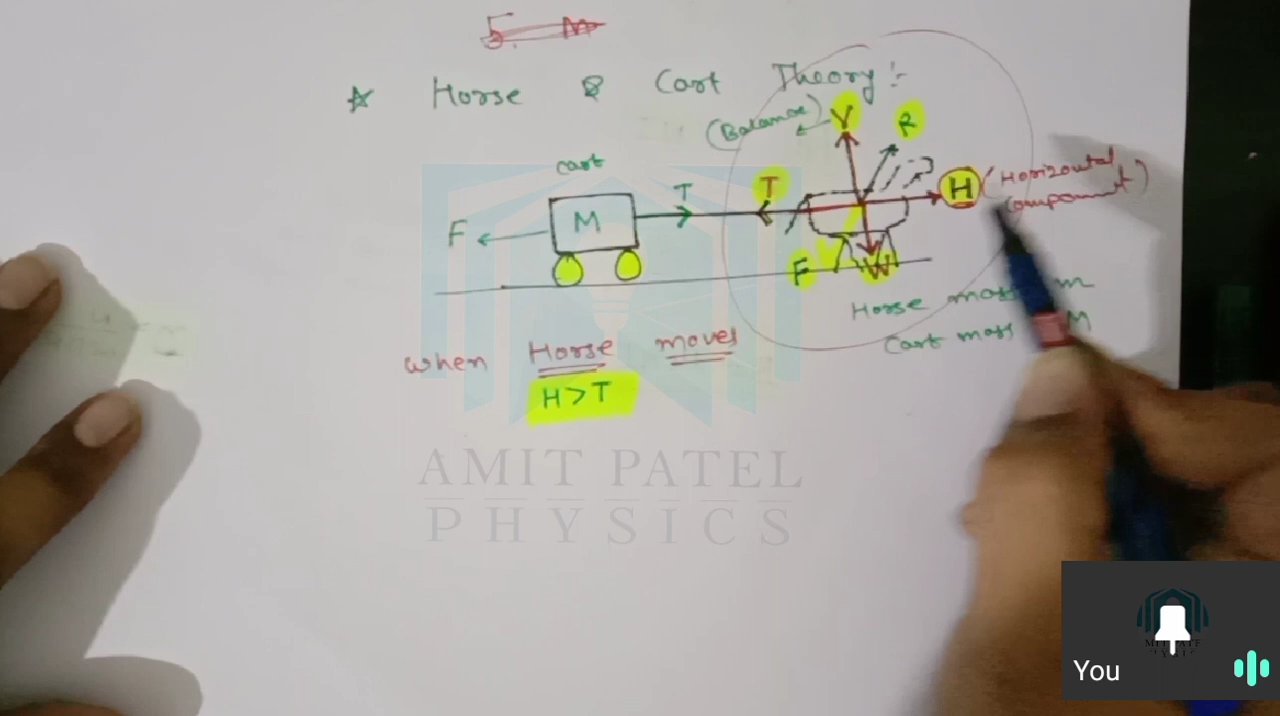 ☆ Horse & Cart Theory :-
(Balance) V R
cart
T T H (Horizontal Component)
F M
F W
Horse mass m
Cart mass M
when Horse moves
H > T
AMIT PATEL
PHYSICS
You